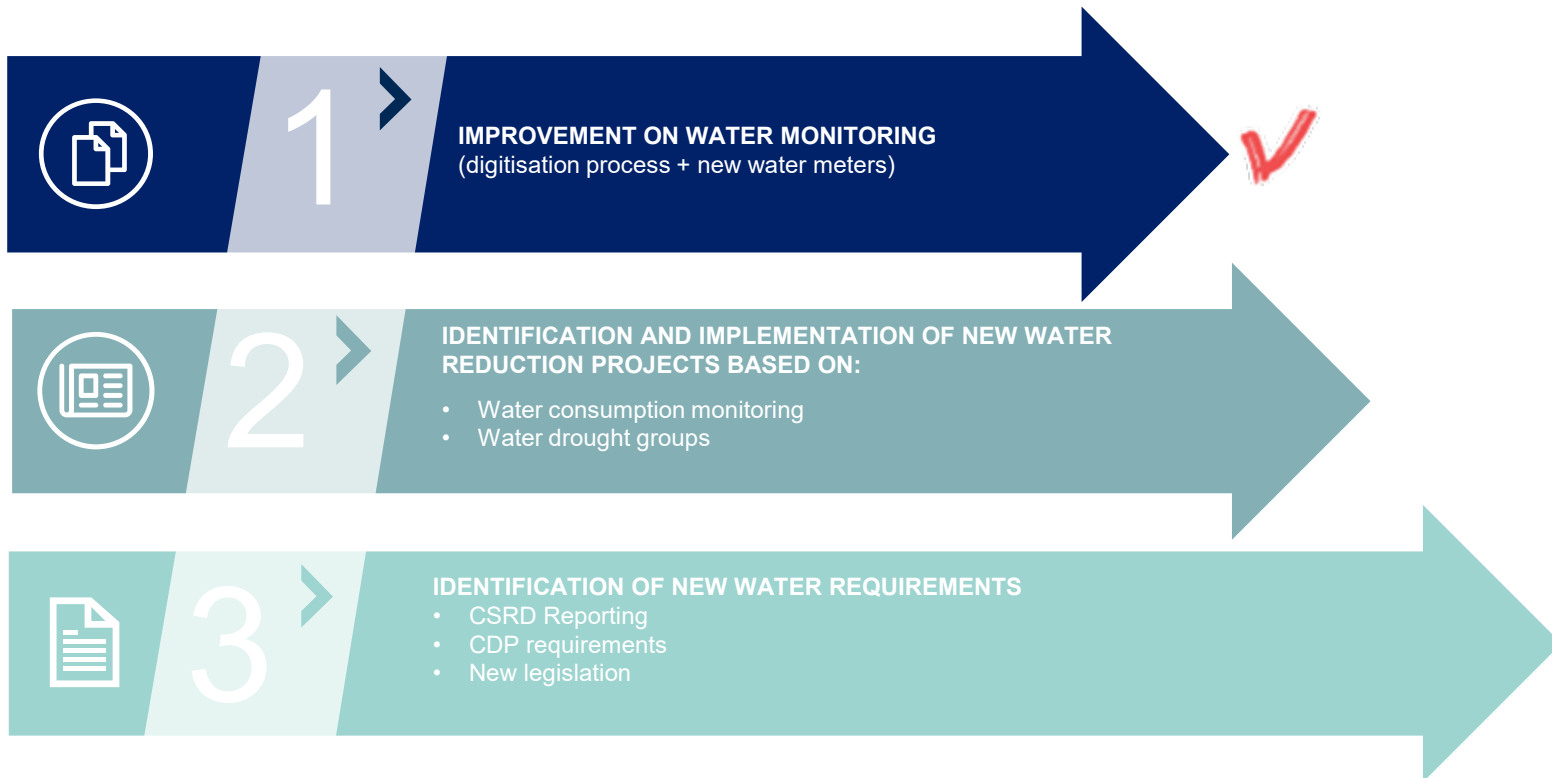 1
IMPROVEMENT ON WATER MONITORING
(digitisation process + new water meters)
2
IDENTIFICATION AND IMPLEMENTATION OF NEW WATER
REDUCTION PROJECTS BASED ON:
• Water consumption monitoring
• Water drought groups
3
IDENTIFICATION OF NEW WATER REQUIREMENTS
• CSRD Reporting
• CDP requirements
• New legislation